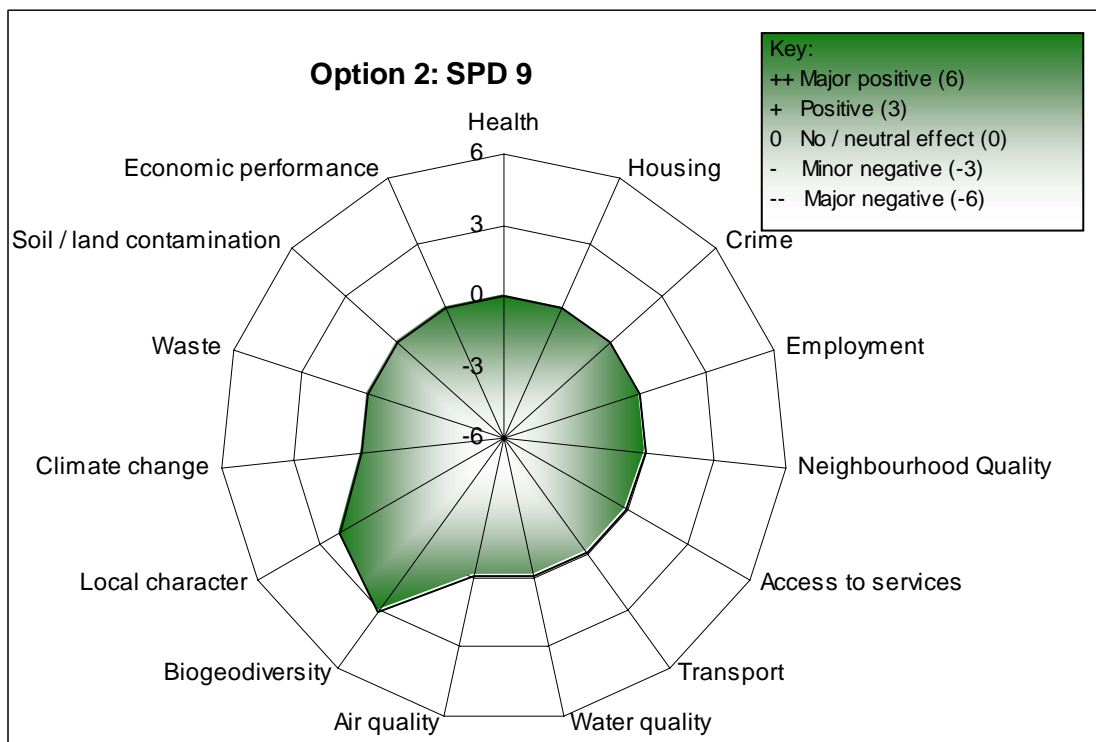 Option 2: SPD 9
Key:
++ Major positive (6)
+ Positive (3)
0 No / neutral effect (0)
- Minor negative (-3)
-- Major negative (-6)
Health
Housing
Crime
Employment
Neighbourhood Quality
Access to services
Transport
Water quality
Air quality
Biogeodiversity
Local character
Climate change
Waste
Soil / land contamination
Economic performance
6
3
0
-3
-6